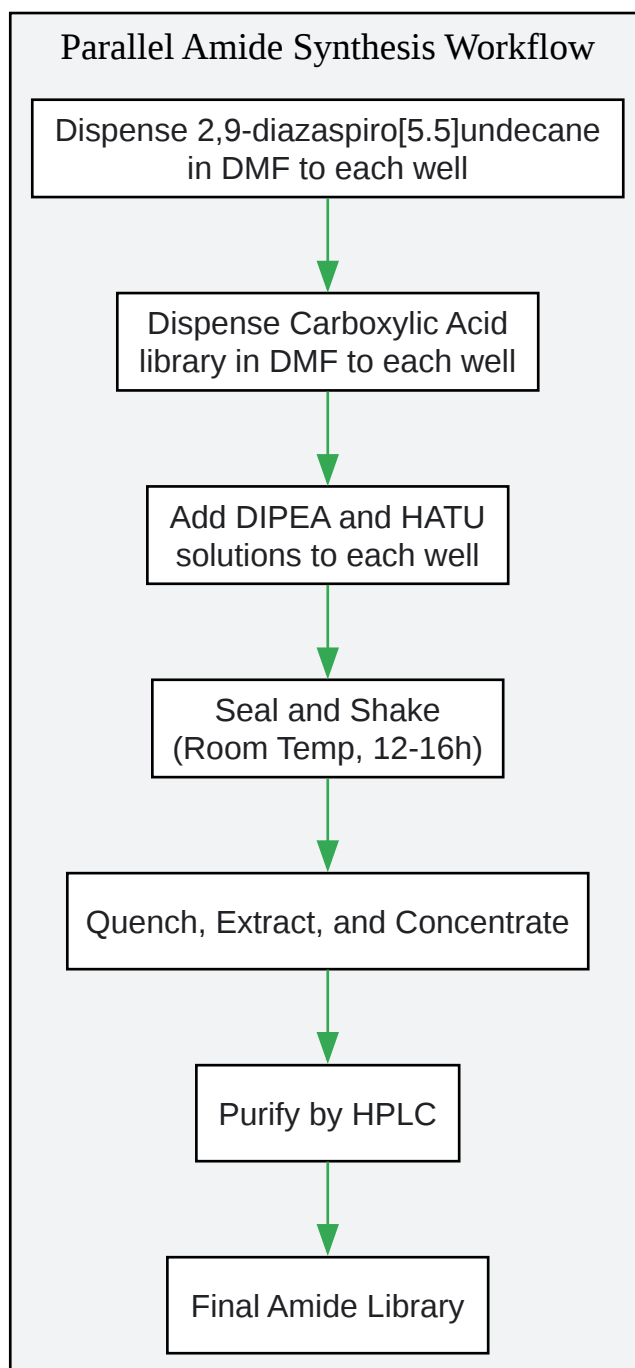 Parallel Amide Synthesis Workflow
Dispense 2,9-diazaspiro[5.5]undecane
in DMF to each well
Dispense Carboxylic Acid
library in DMF to each well
Add DIPEA and HATU
solutions to each well
Seal and Shake
(Room Temp, 12-16h)
Quench, Extract, and Concentrate
Purify by HPLC
Final Amide Library